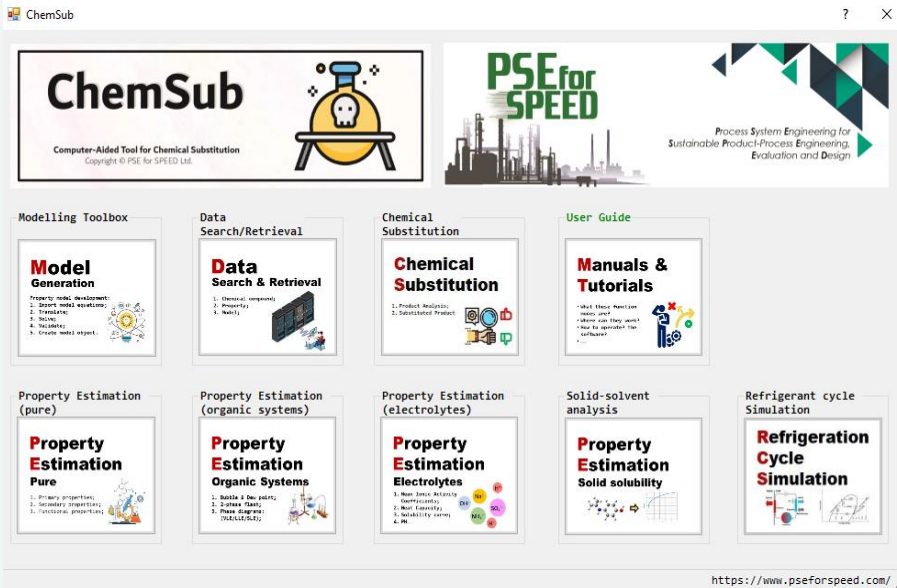 ChemSub
?
ChemSub
Computer-Aided Tool for Chemical Substitution
Copyright © PSE for SPEED Ltd.
PSE for
SPEED
Process System Engineering for
Sustainable Product-Process Engineering,
Evaluation and Design
Modelling Toolbox
Model
Generation
Property model development:
1. Import model equations;
2. Translate;
3. Solve;
4. Validate;
5. Create model object.
Data
Search/Retrieval
Data
Search & Retrieval
1. Chemical compound;
2. Property;
3. Model;
Chemical
Substitution
Chemical
Substitution
1. Product Analysis;
2. Substituted Product
User Guide
Manuals &
Tutorials
• What these function
nodes are?
• Where can they work?
• How to operate? the
software?
• ...
Property Estimation
(pure)
Property
Estimation
Pure
1. Primary properties;
2. Secondary properties;
3. Functional properties;
Property Estimation
(organic systems)
Property
Estimation
Organic Systems
1. Bubble & Dew point;
2. 2-phase flash;
3. Phase diagrams:
(VLE/LLE/SLE);
Property Estimation
(electrolytes)
Property
Estimation
Electrolytes
1. Mean Ionic Activity
Coefficients;
2. Heat Capacity;
3. Solubility curve;
4. PH..
H⁺
Na⁺
OH⁻
SO₄²⁻
H⁺
Solid-solvent
analysis
Property
Estimation
Solid solubility
Refrigerant cycle
Simulation
Refrigeration
Cycle
Simulation
https://www.pseforspeed.com/